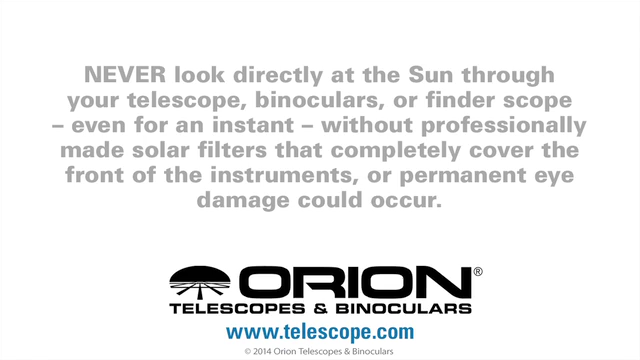 NEVER look directly at the Sun through
your telescope, binoculars, or finder scope
– even for an instant – without professionally
made solar filters that completely cover the
front of the instruments, or permanent eye
damage could occur.
ORION®
TELESCOPES & BINOCULARS
www.telescope.com
© 2014 Orion Telescopes & Binoculars